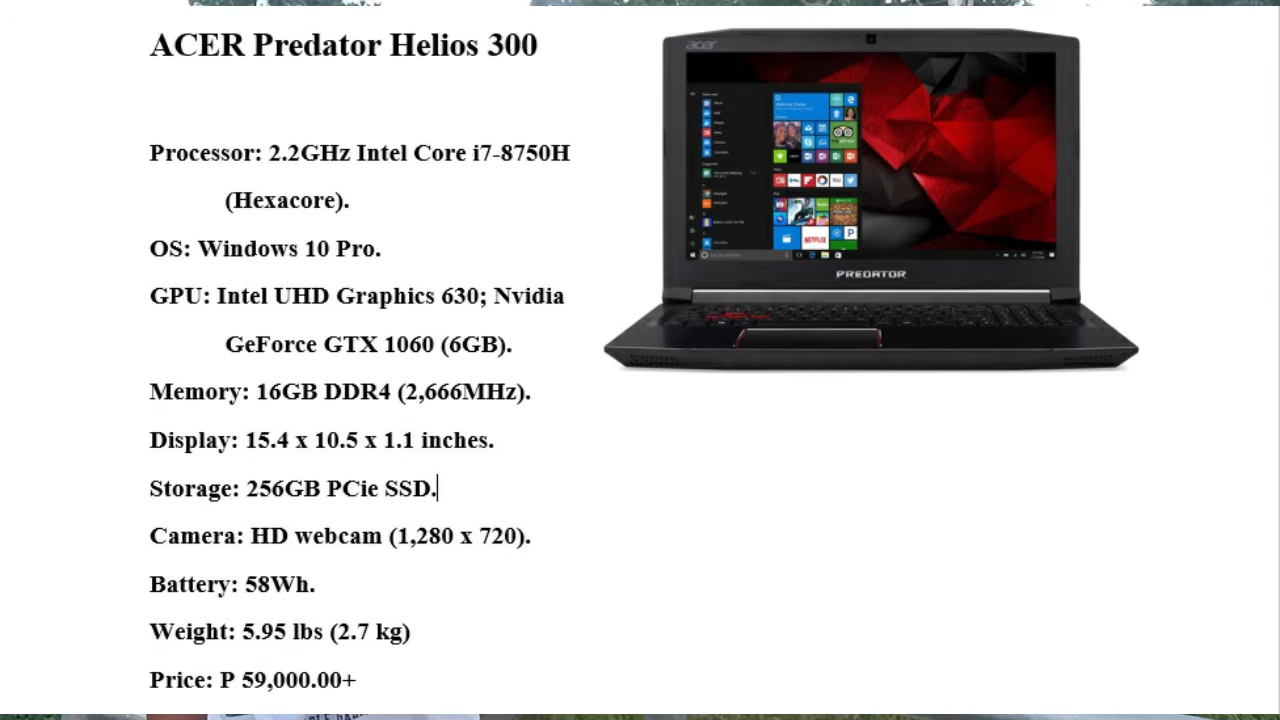 ACER Predator Helios 300
Processor: 2.2GHz Intel Core i7-8750H
(Hexacore).
OS: Windows 10 Pro.
GPU: Intel UHD Graphics 630; Nvidia
GeForce GTX 1060 (6GB).
Memory: 16GB DDR4 (2,666MHz).
Display: 15.4 x 10.5 x 1.1 inches.
Storage: 256GB PCie SSD.
Camera: HD webcam (1,280 x 720).
Battery: 58Wh.
Weight: 5.95 lbs (2.7 kg)
Price: P 59,000.00+
acer
NETFLIX
PREDATOR